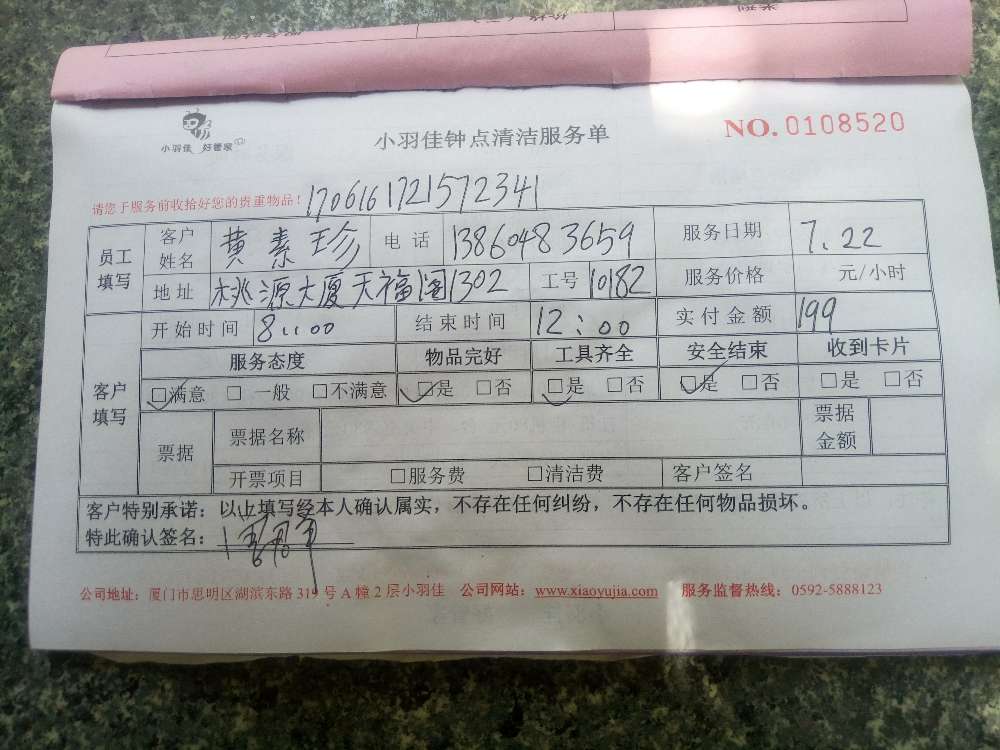 小羽佳 好管家
小羽佳钟点清洁服务单
NO. 0108520
请您于服务前收拾好您的贵重物品! 1706161721572341
员工填写 客户姓名 黄素珍 电话 13860483659 服务日期 7.22
地址 桃源大厦天福阁1302 工号 10182 服务价格 元/小时
客户填写 开始时间 8:00 结束时间 12:00 实付金额 199
服务态度 物品完好 工具齐全 安全结束 收到卡片
☑满意 □一般 □不满意 ☑是 □否 ☑是 □否 ☑是 □否 □是 □否
票据 票据名称 票据金额
开票项目 □服务费 □清洁费 客户签名
客户特别承诺：以上填写经本人确认属实，不存在任何纠纷，不存在任何物品损坏。
特此确认签名：
公司地址：厦门市思明区湖滨东路319号A幢2层小羽佳 公司网站：www.xiaoyujia.com 服务监督热线：0592-5888123